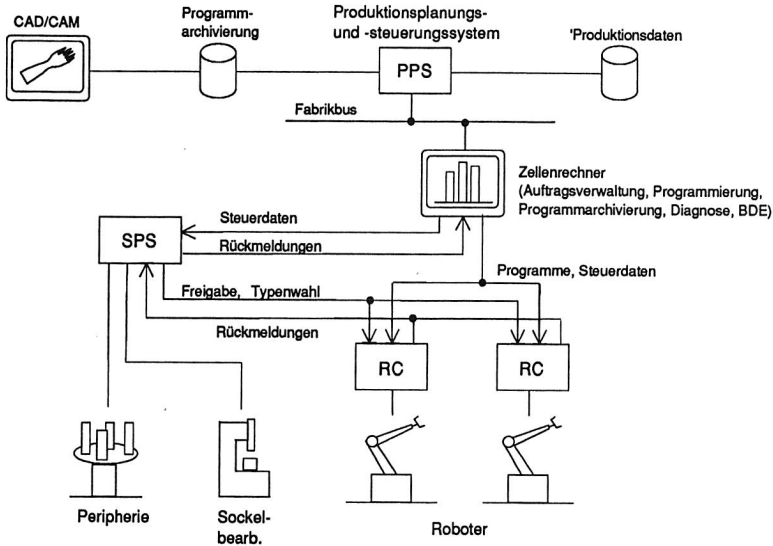 CAD/CAM
Programm-
archivierung
Produktionsplanungs-
und -steuerungssystem
'Produktionsdaten
PPS
Fabrikbus
Zellenrechner
(Auftragsverwaltung, Programmierung,
Programmarchivierung, Diagnose, BDE)
Steuerdaten
SPS
Rückmeldungen
Programme, Steuerdaten
Freigabe, Typenwahl
Rückmeldungen
RC
RC
Peripherie
Sockel-
bearb.
Roboter